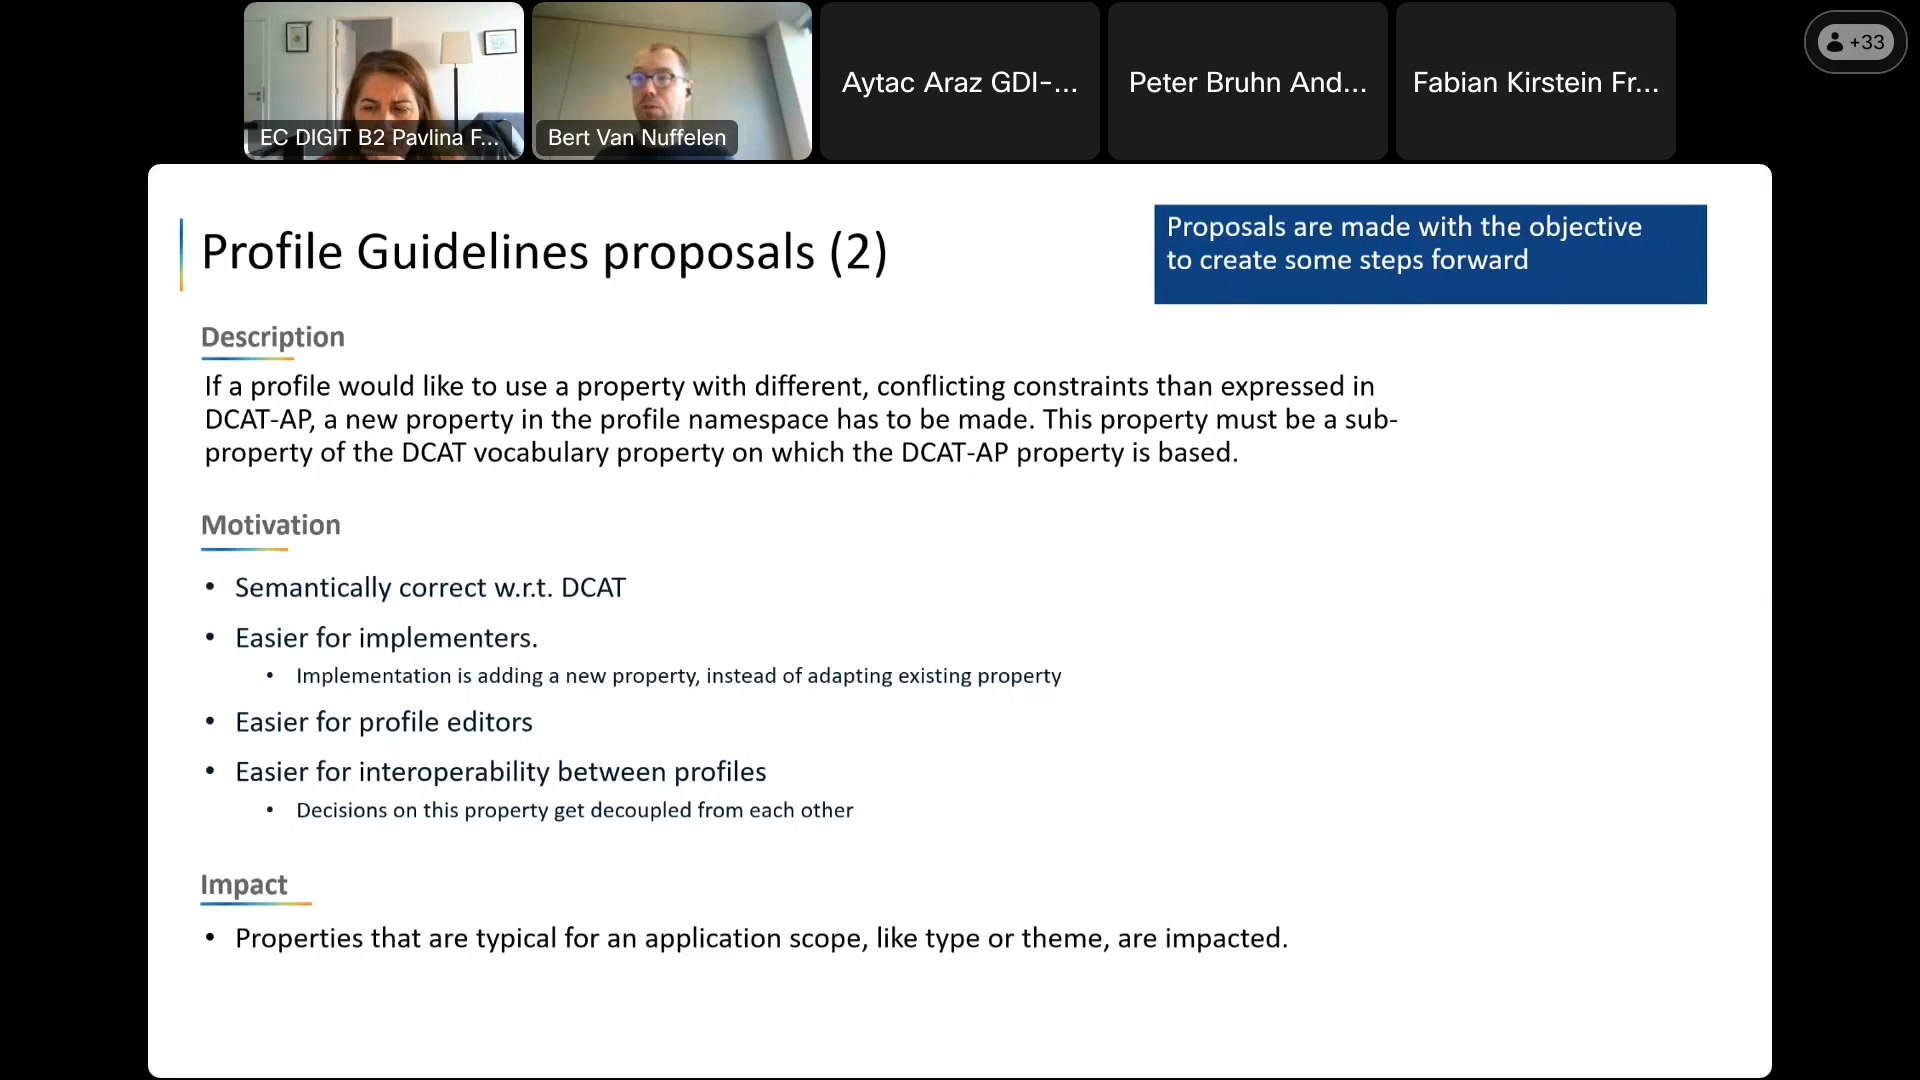 EC DIGIT B2 Pavlina F...
Bert Van Nuffelen
Aytac Araz GDI-...
Peter Bruhn And...
Fabian Kirstein Fr...
+33
Profile Guidelines proposals (2)
Proposals are made with the objective
to create some steps forward
Description
If a profile would like to use a property with different, conflicting constraints than expressed in
DCAT-AP, a new property in the profile namespace has to be made. This property must be a sub-
property of the DCAT vocabulary property on which the DCAT-AP property is based.
Motivation
• Semantically correct w.r.t. DCAT
• Easier for implementers.
• Implementation is adding a new property, instead of adapting existing property
• Easier for profile editors
• Easier for interoperability between profiles
• Decisions on this property get decoupled from each other
Impact
• Properties that are typical for an application scope, like type or theme, are impacted.